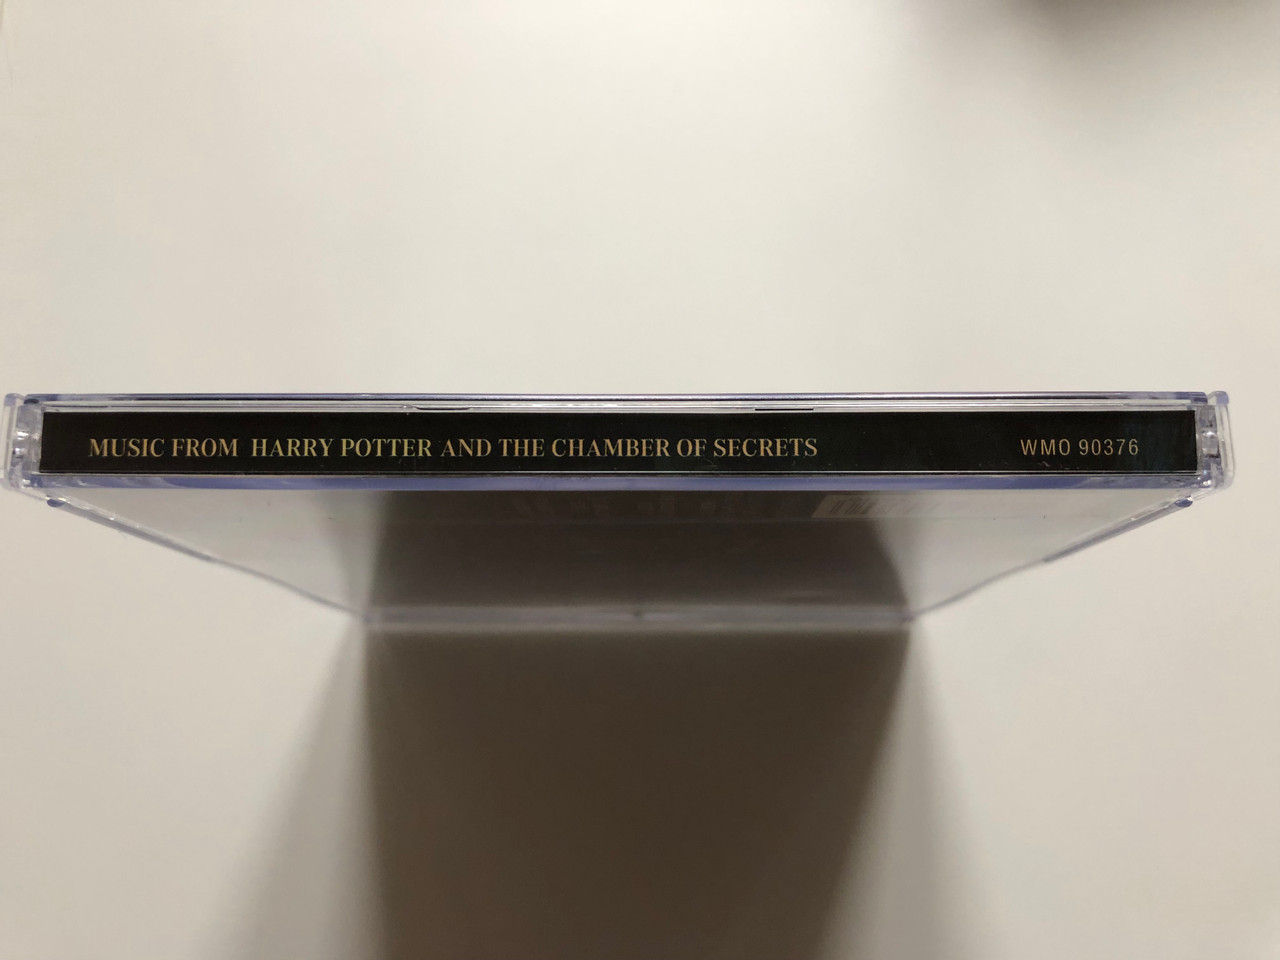 MUSIC FROM HARRY POTTER AND THE CHAMBER OF SECRETS WMO 90376